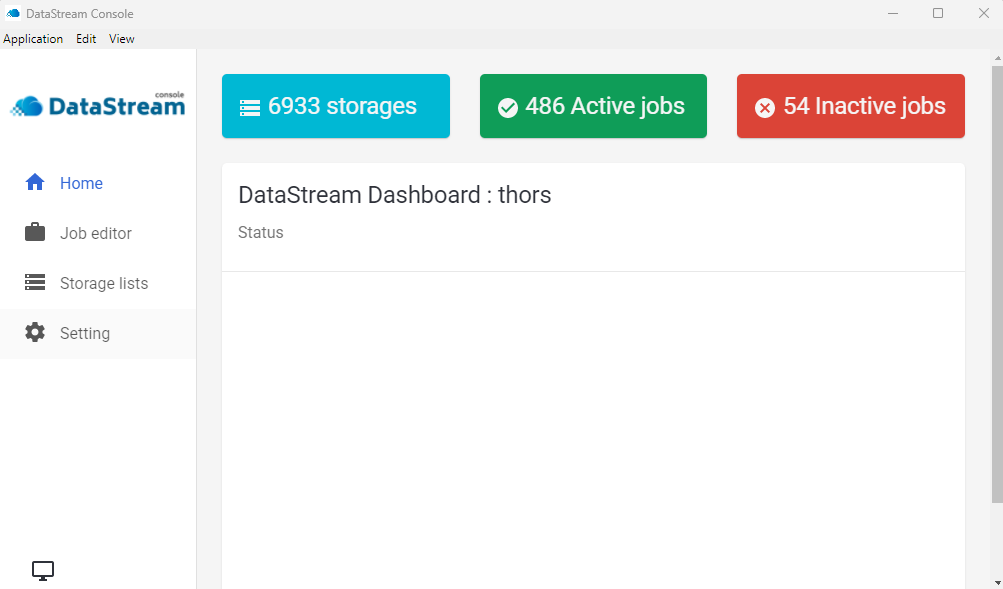 DataStream Console
Application Edit View
console
DataStream
6933 storages
486 Active jobs
54 Inactive jobs
Home
Job editor
Storage lists
Setting
DataStream Dashboard : thors
Status